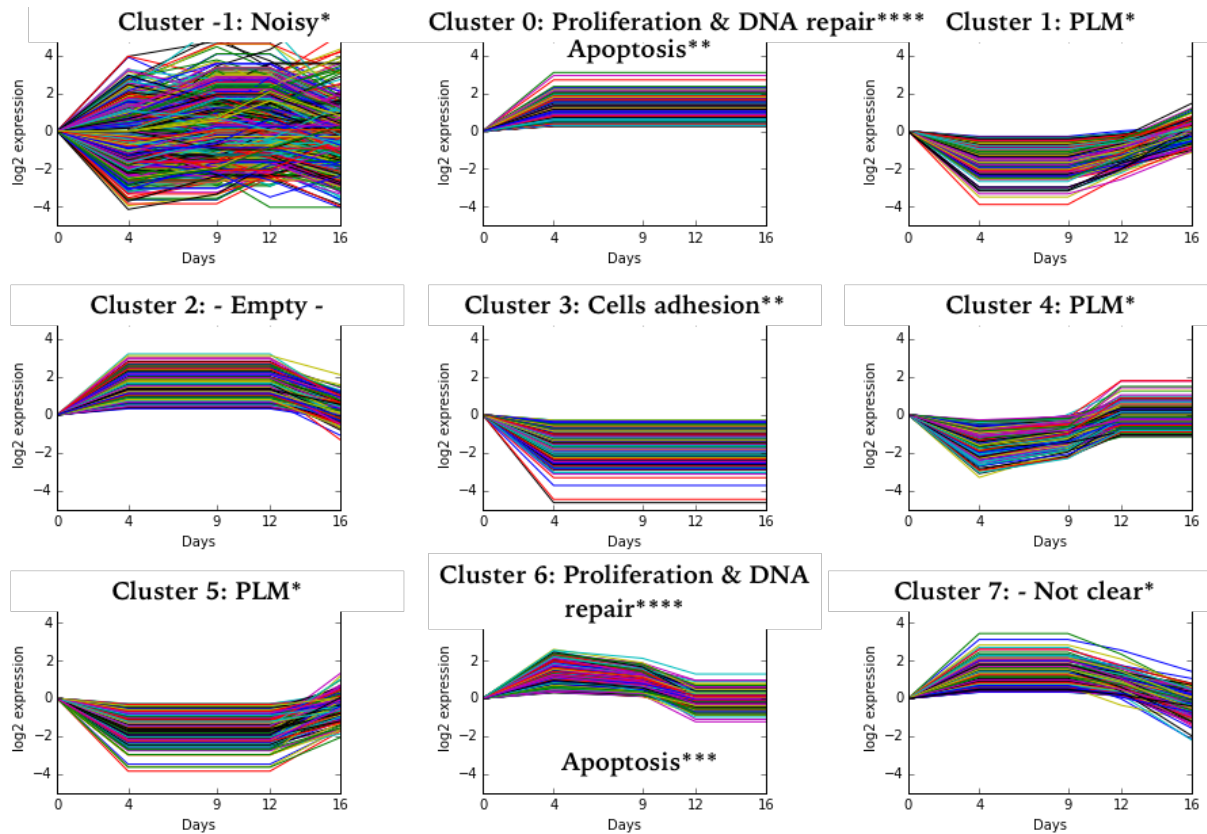 Cluster -1: Noisy*
Cluster 0: Proliferation & DNA repair****
Apoptosis**
Cluster 1: PLM*
4
2
0
−2
−4
log2 expression
0 4 9 12 16
Days
4
2
0
−2
−4
log2 expression
0 4 9 12 16
Days
4
2
0
−2
−4
log2 expression
0 4 9 12 16
Days
Cluster 2: - Empty -
Cluster 3: Cells adhesion**
Cluster 4: PLM*
4
2
0
−2
−4
log2 expression
0 4 9 12 16
Days
4
2
0
−2
−4
log2 expression
0 4 9 12 16
Days
4
2
0
−2
−4
log2 expression
0 4 9 12 16
Days
Cluster 5: PLM*
Cluster 6: Proliferation & DNA
repair****
Cluster 7: - Not clear*
4
2
0
−2
−4
log2 expression
0 4 9 12 16
Days
4
2
0
−2
−4
log2 expression
Apoptosis***
0 4 9 12 16
Days
4
2
0
−2
−4
log2 expression
0 4 9 12 16
Days